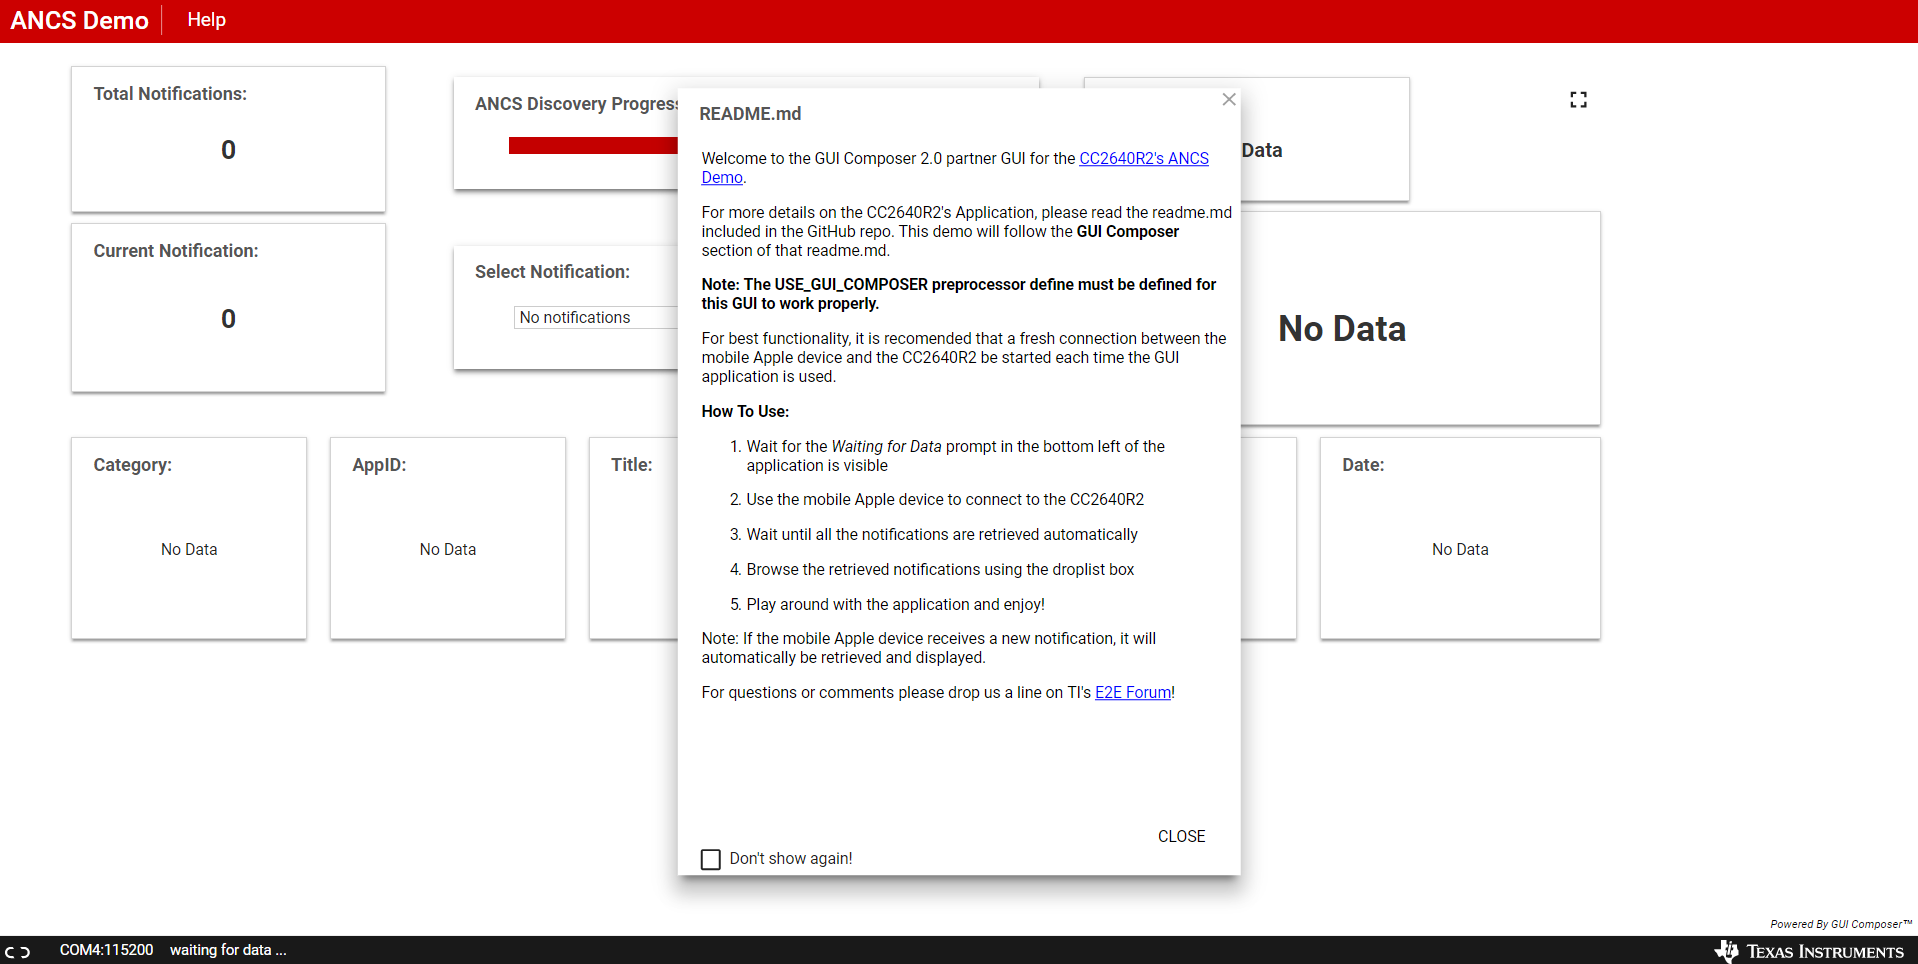 ANCS Demo
Help
Total Notifications:
0
ANCS Discovery Progress
Data
Current Notification:
0
Select Notification:
No notifications
No Data
Category:
No Data
AppID:
No Data
Title:
Date:
No Data
README.md
Welcome to the GUI Composer 2.0 partner GUI for the CC2640R2's ANCS
Demo.
For more details on the CC2640R2's Application, please read the readme.md
included in the GitHub repo. This demo will follow the GUI Composer
section of that readme.md.
Note: The USE_GUI_COMPOSER preprocessor define must be defined for
this GUI to work properly.
For best functionality, it is recomended that a fresh connection between the
mobile Apple device and the CC2640R2 be started each time the GUI
application is used.
How To Use:
1. Wait for the Waiting for Data prompt in the bottom left of the
application is visible
2. Use the mobile Apple device to connect to the CC2640R2
3. Wait until all the notifications are retrieved automatically
4. Browse the retrieved notifications using the droplist box
5. Play around with the application and enjoy!
Note: If the mobile Apple device receives a new notification, it will
automatically be retrieved and displayed.
For questions or comments please drop us a line on TI's E2E Forum!
CLOSE
Don't show again!
Powered By GUI Composer™
COM4:115200 waiting for data ...
TEXAS INSTRUMENTS